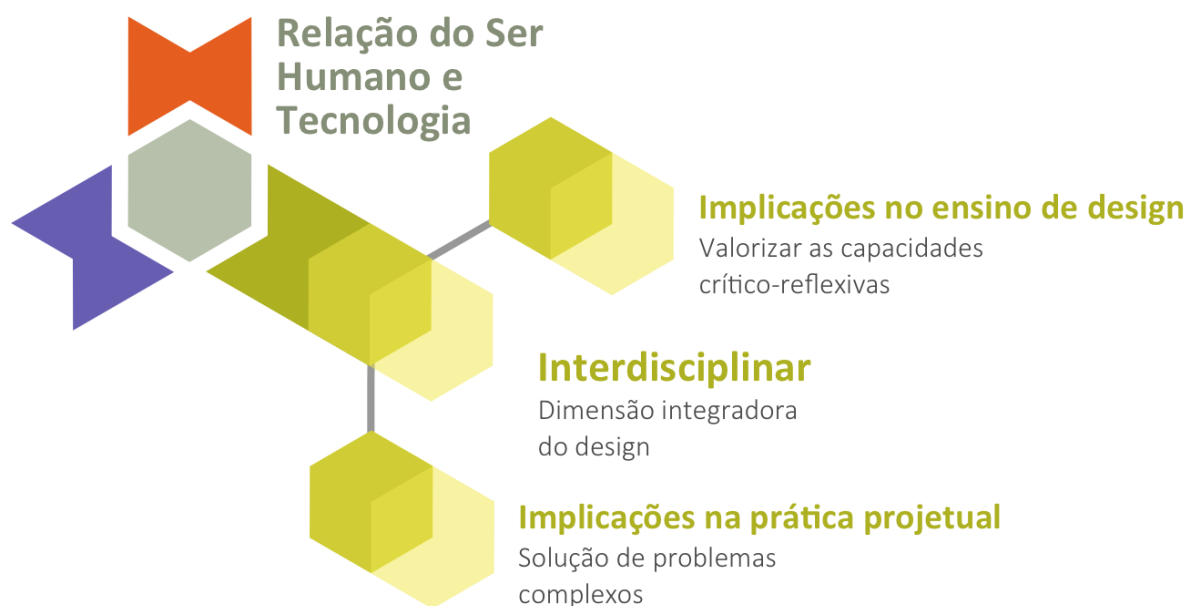 Relação do Ser
Humano e
Tecnologia
Implicações no ensino de design
Valorizar as capacidades
crítico-reflexivas
Interdisciplinar
Dimensão integradora
do design
Implicações na prática projetual
Solução de problemas
complexos